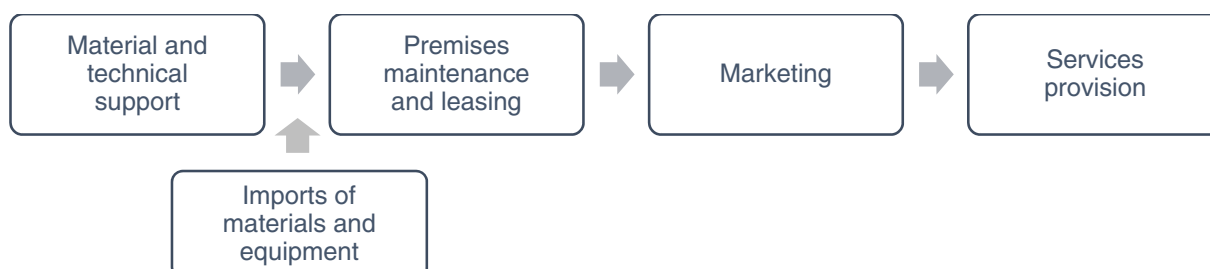 Material and
technical
support
Premises
maintenance
and leasing
Marketing
Services
provision
Imports of
materials and
equipment